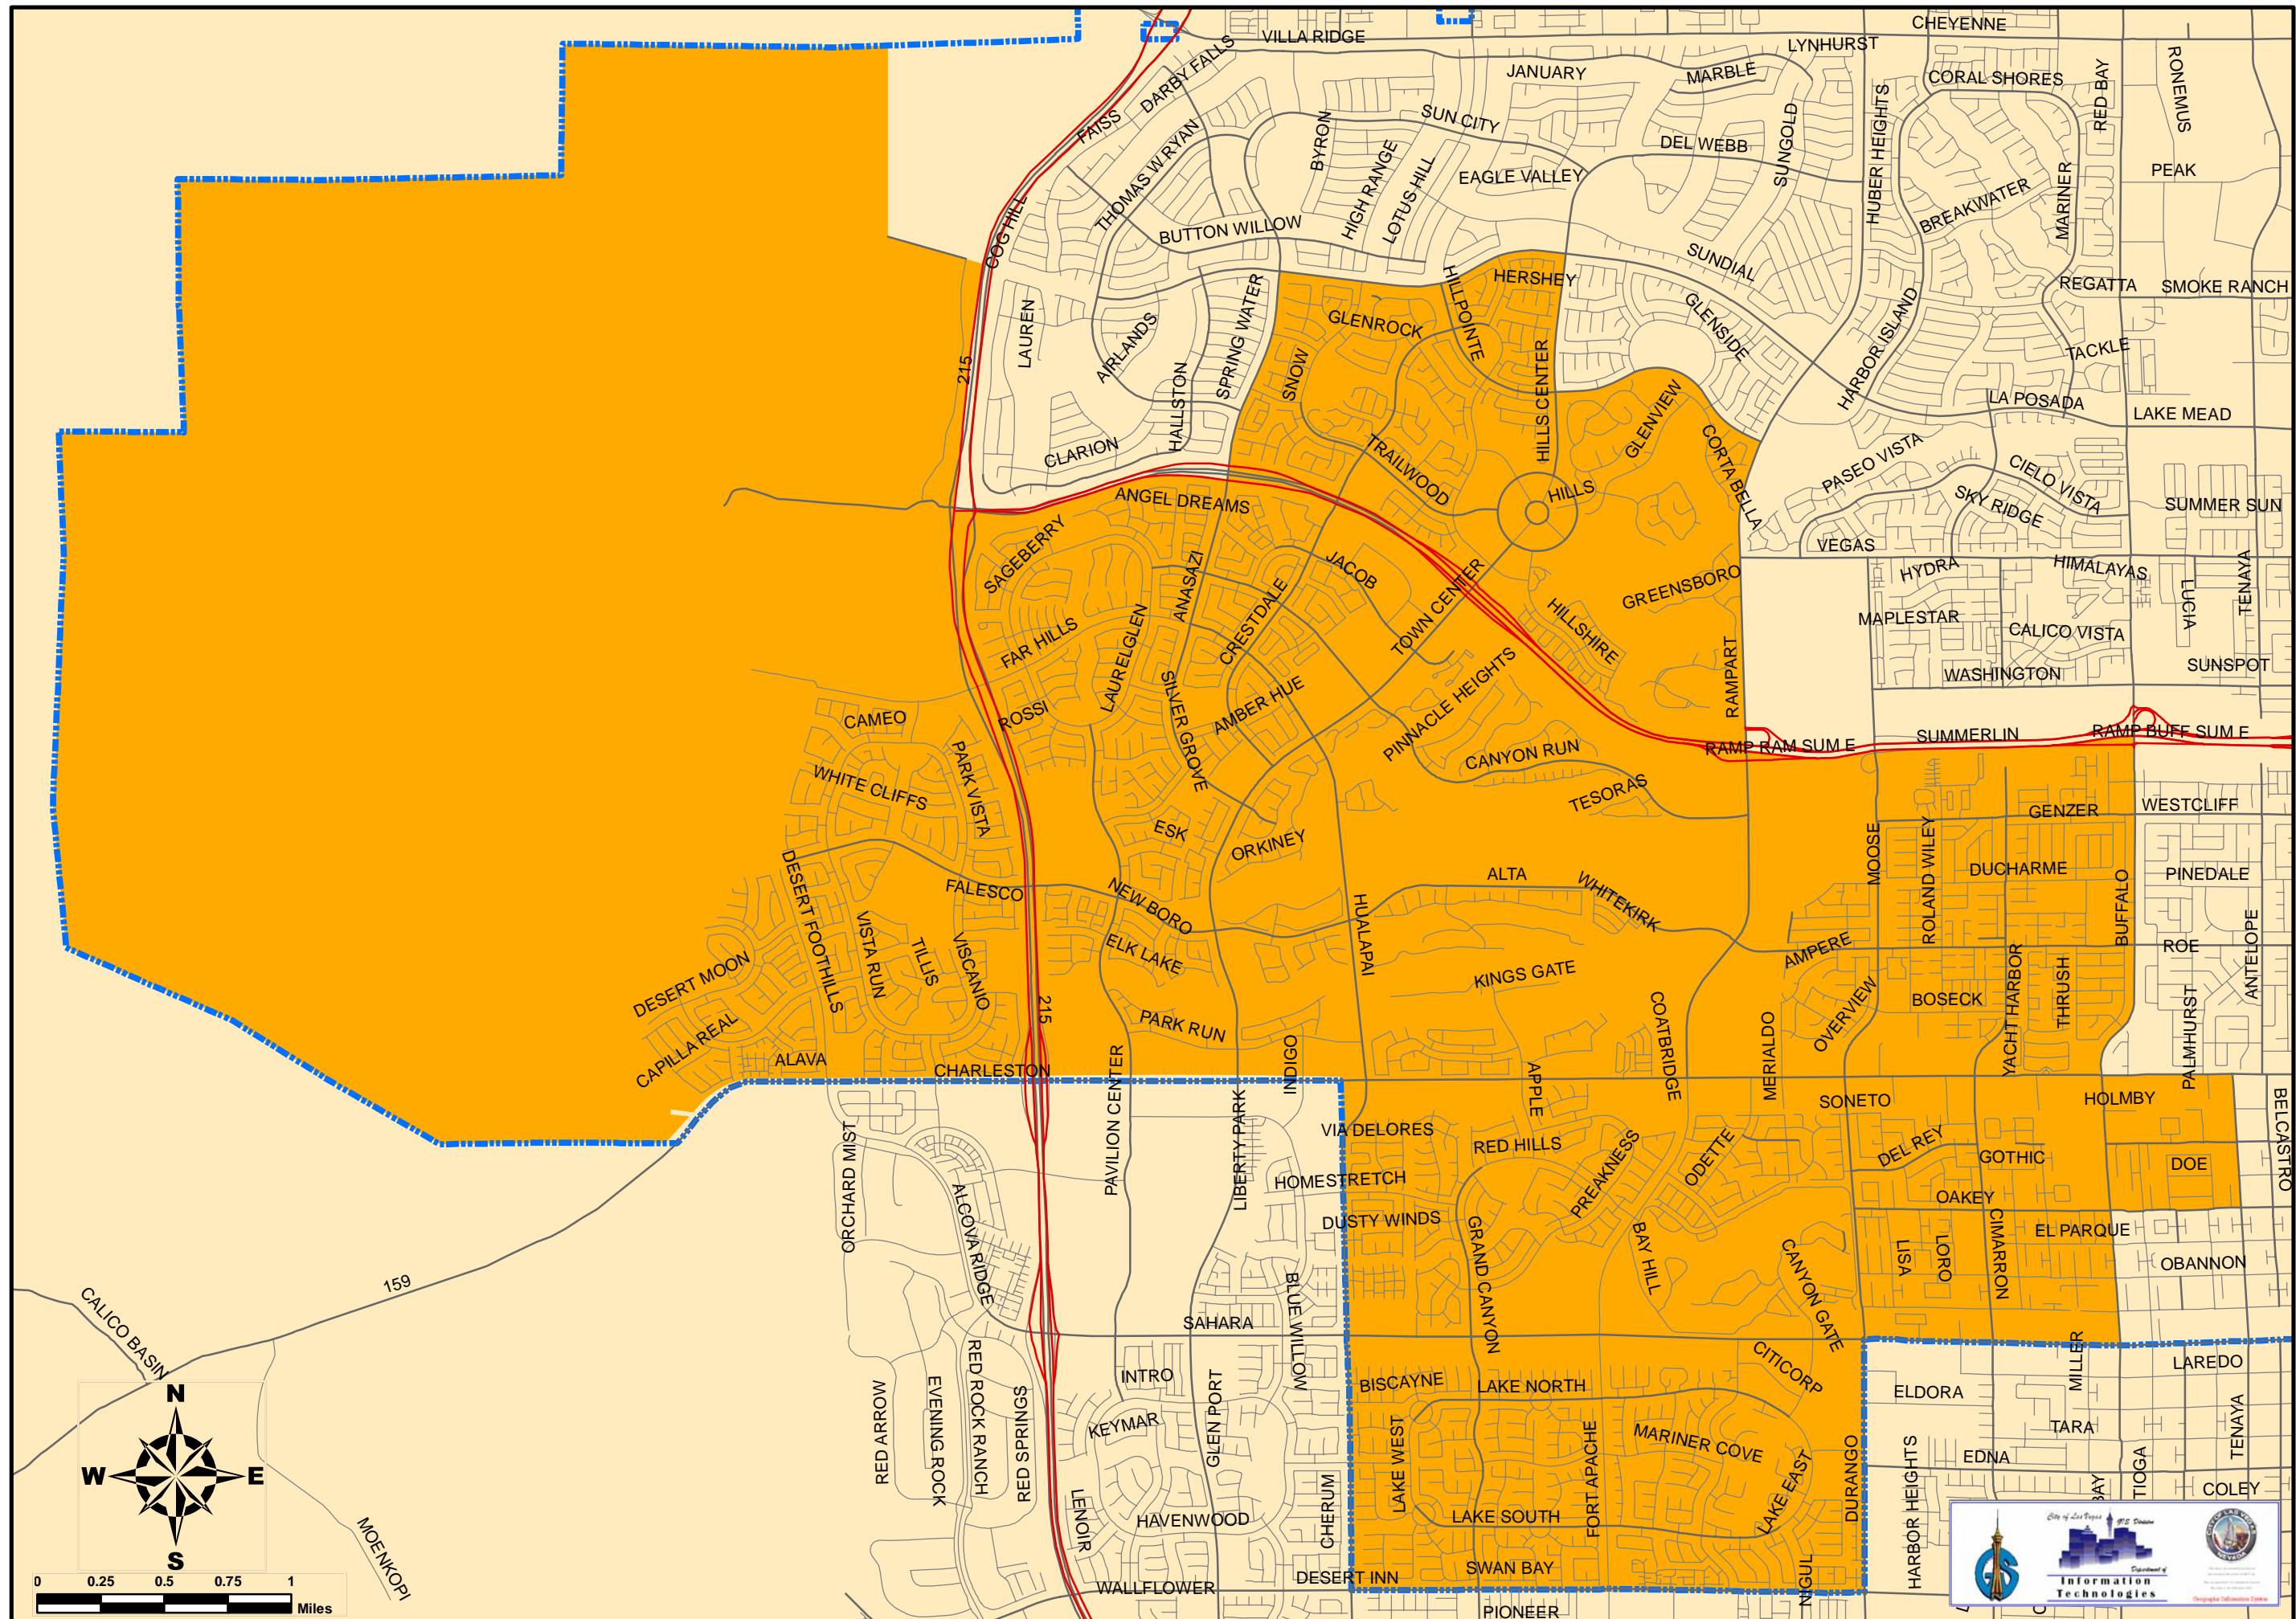 CHEYENNE
VILLA RIDGE
LYNHURST
DARBY FALLS
JANUARY
MARBLE
CORAL SHORES
RED BAY
RONEMUS
FAISS
THOMAS W RYAN
BYRON
SUN CITY
HIGH RANGE
LOTUS HILL
EAGLE VALLEY
DEL WEBB
SUNGOLD
HUBER HEIGHTS
PEAK
BREAKWATER
MARINER
COG HILL
BUTTON WILLOW
SUNDIAL
HERSHEY
HILLPOINTE
REGATTA
SMOKE RANCH
LAUREN
AIRLANDS
SPRING WATER
GLENROCK
GLENSIDE
HARBOR ISLAND
TACKLE
215
SNOW
HALLSTON
HILLS CENTER
GLENVIEW
LA POSADA
LAKE MEAD
CLARION
TRAILWOOD
CORTA BELLA
PASEO VISTA
CIELO VISTA
SKY RIDGE
SUMMER SUN
ANGEL DREAMS
HILLS
VEGAS
SAGEBERRY
ANASAZI
JACOB
TOWN CENTER
GREENSBORO
HYDRA
HIMALAYAS
LUCIA
TENAYA
CRESTDALE
HILLSHIRE
MAPLESTAR
CALICO VISTA
FAR HILLS
LAURELGLEN
RAMPART
WASHINGTON
SUNSPOT
SILVER GROVE
AMBER HUE
PINNACLE HEIGHTS
ROSSI
CAMEO
PARK VISTA
CANYON RUN
RAMP RAM SUM E
SUMMERLIN
RAMP BUFF SUM E
WHITE CLIFFS
TESORAS
GENZER
WESTCLIFF
ESK
ORKINEY
MOOSE
ROLAND WILEY
DUCHARME
BUFFALO
PINEDALE
DESERT FOOTHILLS
FALESCO
NEW BORO
HUALAPAI
ALTA
WHITEKIRK
AMPERE
ROE
ANTELOPE
VISTA RUN
TILLIS
VISCANIO
ELK LAKE
KINGS GATE
DESERT MOON
215
OVERVIEW
BOSECK
YACHT HARBOR
THRUSH
PALMHURST
CAPILLA REAL
PARK RUN
COATBRIDGE
MERIALDO
ALAVA
CHARLESTON
PAVILION CENTER
INDIGO
APPLE
SONETO
HOLMBY
BELCASTRO
LIBERTY PARK
ORCHARD MIST
VIA DELORES
RED HILLS
PREAKNESS
ODETTE
DEL REY
GOTHIC
DOE
ALCOVA RIDGE
HOMESTRETCH
OAKEY
CIMARRON
DUSTY WINDS
GRAND CANYON
BAY HILL
CANYON GATE
LISA
LORO
EL PARQUE
OBANNON
159
CALICO BASIN
BLUE WILLOW
SAHARA
RED ROCK RANCH
CITICORP
MILLER
LAREDO
INTRO
BISCAYNE
LAKE NORTH
ELDORA
RED ARROW
EVENING ROCK
RED SPRINGS
KEYMAR
GLEN PORT
LAKE WEST
FORT APACHE
MARINER COVE
LAKE EAST
DURANGO
TARA
TENAYA
EDNA
HARBOR HEIGHTS
TIOGA
COLEY
BAY
LENOIR
HAVENWOOD
CHERUM
LAKE SOUTH
SWAN BAY
NIGUL
MOENKOPI
WALLFLOWER
DESERT INN
PIONEER
N
W
E
S
0 0.25 0.5 0.75 1
Miles
City of Las Vegas
GIS Division
Department of
Information
Technologies
Geographic Information System